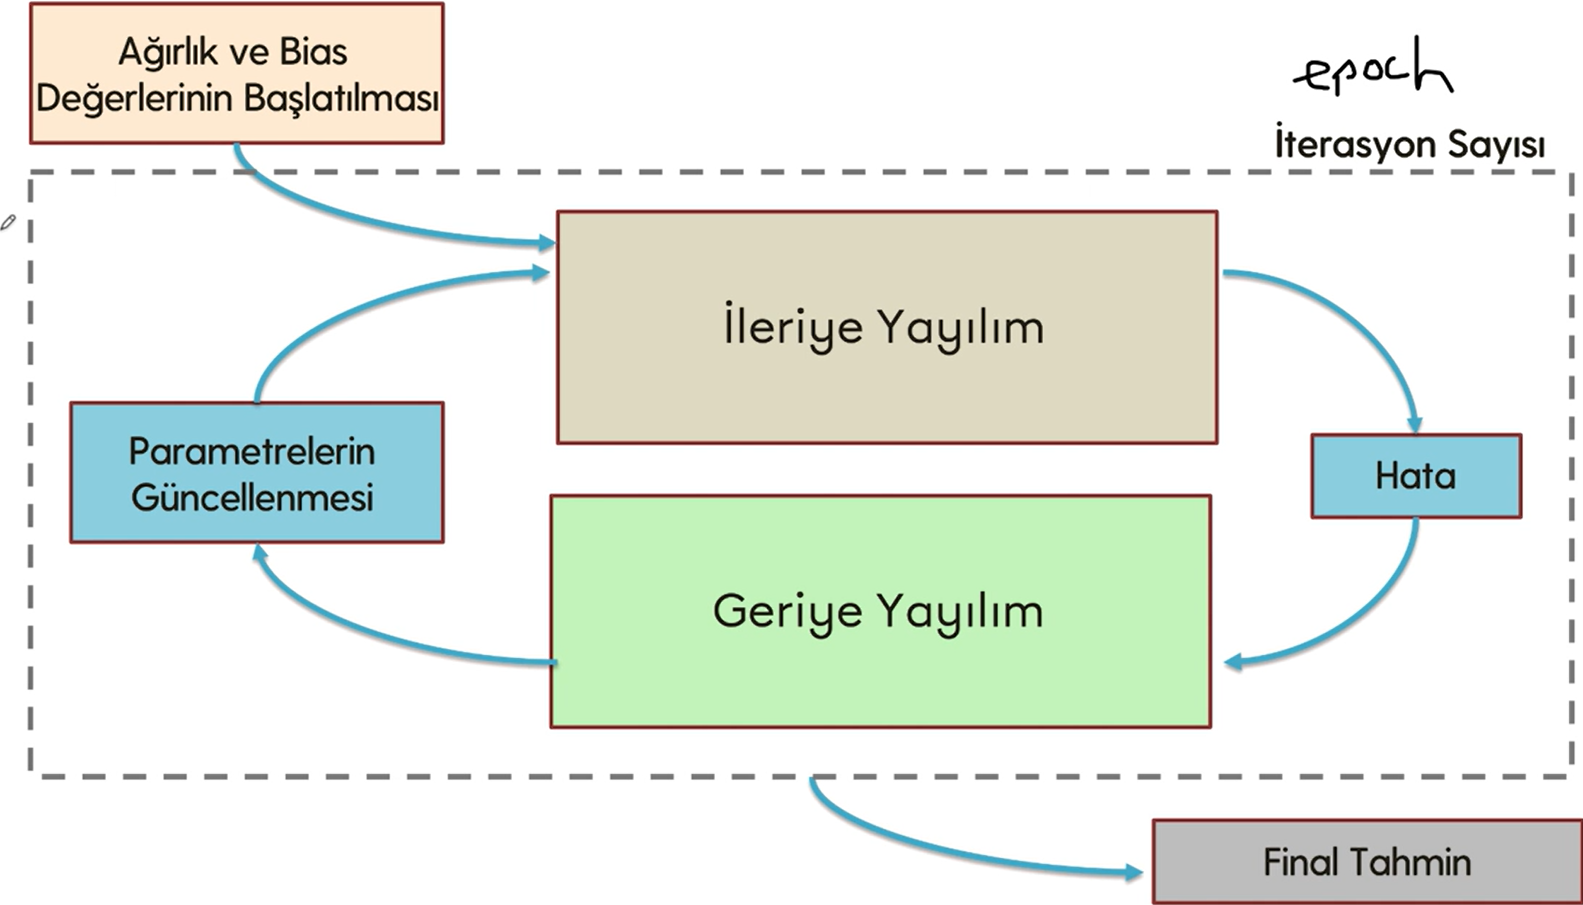 Ağırlık ve Bias
Değerlerinin Başlatılması
epoch
İterasyon Sayısı
İleriye Yayılım
Parametrelerin
Güncellenmesi
Hata
Geriye Yayılım
Final Tahmin